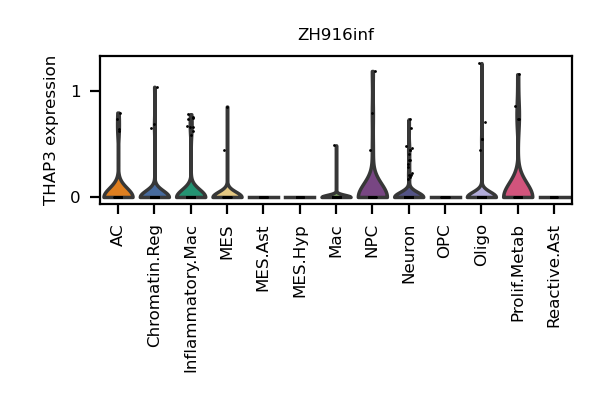 ZH916inf
THAP3 expression
1
0
AC
Chromatin.Reg
Inflammatory.Mac
MES
MES.Ast
MES.Hyp
Mac
NPC
Neuron
OPC
Oligo
Prolif.Metab
Reactive.Ast